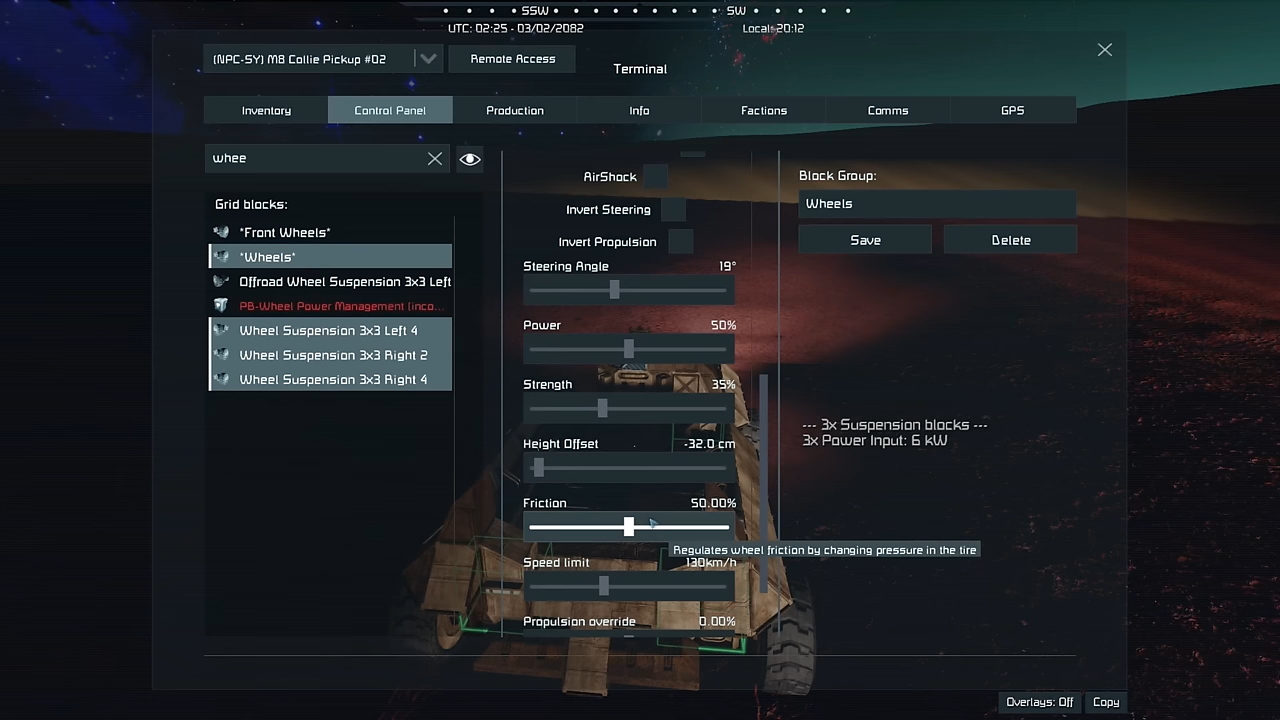 SSW SW
UTC: 02:25 - 03/02/2082 Local: 20:12
(NPC-SY) MB Collie Pickup #02 Remote Access
Terminal
Inventory Control Panel Production Info Factions Comms GPS
whee
Grid blocks:
*Front Wheels*
*Wheels*
Offroad Wheel Suspension 3x3 Left
PB-Wheel Power Management (inco...
Wheel Suspension 3x3 Left 4
Wheel Suspension 3x3 Right 2
Wheel Suspension 3x3 Right 4
AirShock
Invert Steering
Invert Propulsion
Steering Angle 19°
Power 50%
Strength 35%
Height Offset -32.0 cm
Friction 50.00%
Regulates wheel friction by changing pressure in the tire
Speed limit 130km/h
Propulsion override 0.00%
Block Group:
Wheels
Save Delete
--- 3x Suspension blocks ---
3x Power Input: 6 kW
Overlays: Off Copy